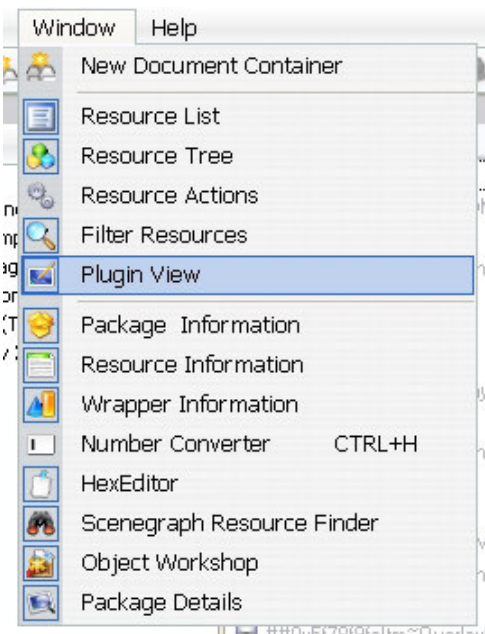 Window Help
New Document Container
Resource List
Resource Tree
Resource Actions
Filter Resources
Plugin View
Package Information
Resource Information
Wrapper Information
Number Converter CTRL+H
HexEditor
Scenegraph Resource Finder
Object Workshop
Package Details